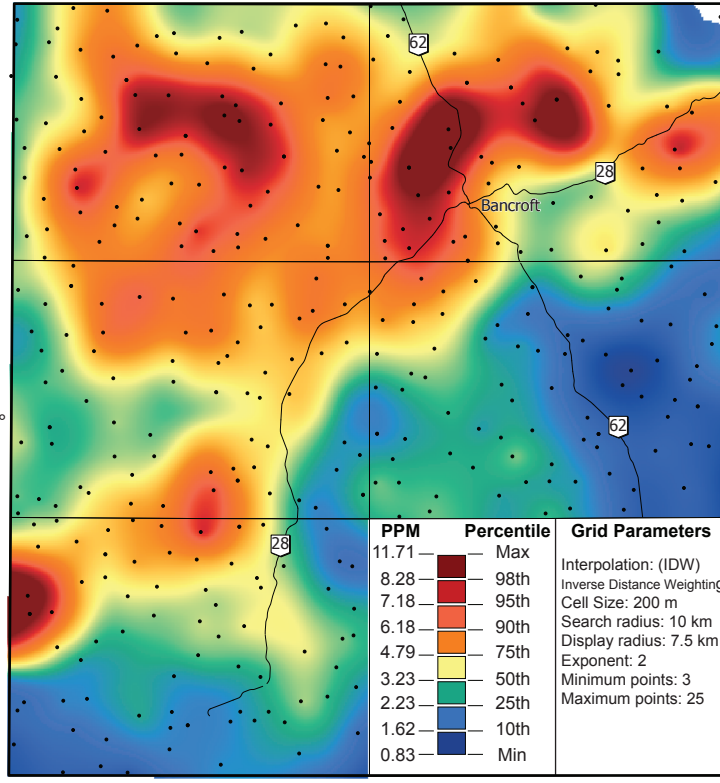 62
28
Bancroft
62
28
PPM Percentile
11.71 Max
8.28 98th
7.18 95th
6.18 90th
4.79 75th
3.23 50th
2.23 25th
1.62 10th
0.83 Min
Grid Parameters
Interpolation: (IDW)
Inverse Distance Weighting
Cell Size: 200 m
Search radius: 10 km
Display radius: 7.5 km
Exponent: 2
Minimum points: 3
Maximum points: 25